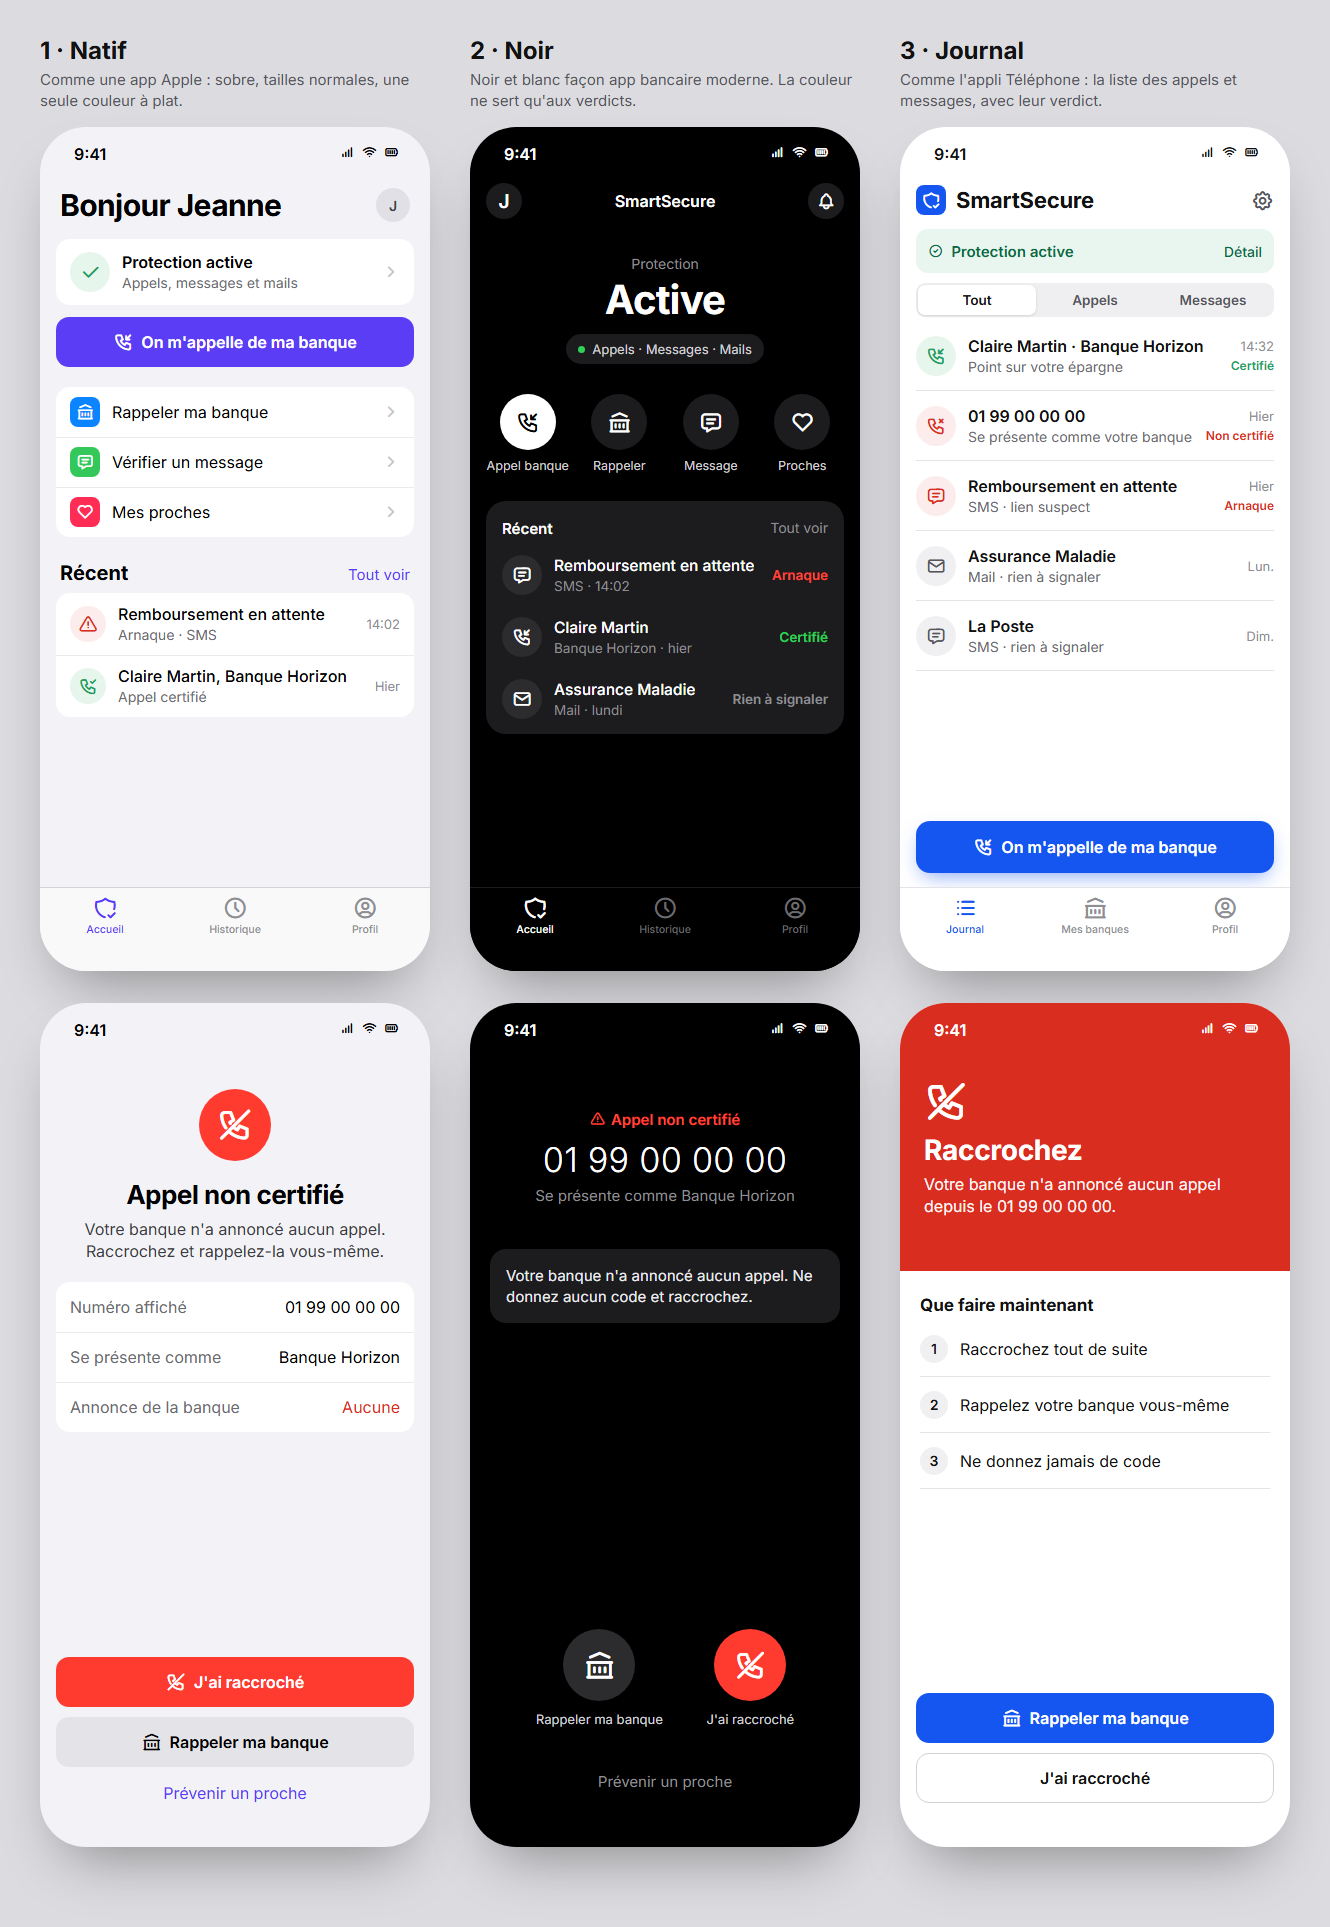 1 · Natif
Comme une app Apple : sobre, tailles normales, une
seule couleur à plat.
9:41
Bonjour Jeanne
J
Protection active
Appels, messages et mails
On m'appelle de ma banque
Rappeler ma banque
Vérifier un message
Mes proches
Récent
Tout voir
Remboursement en attente
Arnaque · SMS
14:02
Claire Martin, Banque Horizon
Appel certifié
Hier
Accueil
Historique
Profil
2 · Noir
Noir et blanc façon app bancaire moderne. La couleur
ne sert qu'aux verdicts.
9:41
J
SmartSecure
Protection
Active
Appels · Messages · Mails
Appel banque
Rappeler
Message
Proches
Récent
Tout voir
Remboursement en attente
SMS · 14:02
Arnaque
Claire Martin
Banque Horizon · hier
Certifié
Assurance Maladie
Mail · lundi
Rien à signaler
Accueil
Historique
Profil
3 · Journal
Comme l'appli Téléphone : la liste des appels et
messages, avec leur verdict.
9:41
SmartSecure
Protection active
Détail
Tout
Appels
Messages
Claire Martin · Banque Horizon
Point sur votre épargne
14:32
Certifié
01 99 00 00 00
Se présente comme votre banque
Hier
Non certifié
Remboursement en attente
SMS · lien suspect
Hier
Arnaque
Assurance Maladie
Mail · rien à signaler
Lun.
La Poste
SMS · rien à signaler
Dim.
On m'appelle de ma banque
Journal
Mes banques
Profil
9:41
Appel non certifié
Votre banque n'a annoncé aucun appel.
Raccrochez et rappelez-la vous-même.
Numéro affiché
01 99 00 00 00
Se présente comme
Banque Horizon
Annonce de la banque
Aucune
J'ai raccroché
Rappeler ma banque
Prévenir un proche
9:41
Appel non certifié
01 99 00 00 00
Se présente comme Banque Horizon
Votre banque n'a annoncé aucun appel. Ne
donnez aucun code et raccrochez.
Rappeler ma banque
J'ai raccroché
Prévenir un proche
9:41
Raccrochez
Votre banque n'a annoncé aucun appel
depuis le 01 99 00 00 00.
Que faire maintenant
1
Raccrochez tout de suite
2
Rappelez votre banque vous-même
3
Ne donnez jamais de code
Rappeler ma banque
J'ai raccroché